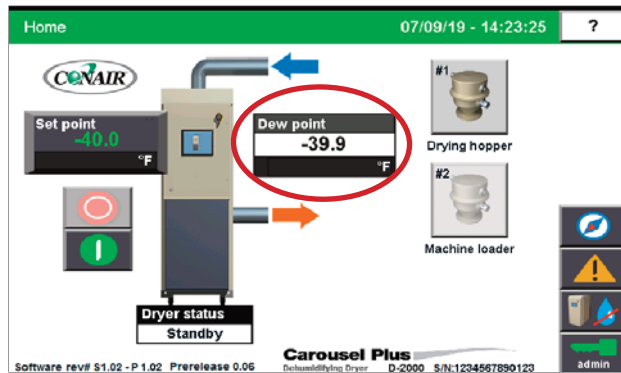 Home
07/09/19 - 14:23:25
?
CONAIR
Set point
-40.0
°F
Dew point
-39.9
°F
#1
Drying hopper
#2
Machine loader
Dryer status
Standby
Software rev# S1.02 - P 1.02 Prerelease 0.06
Carousel Plus
Dehumidifying Dryer D-2000 S/N:1234567890123
admin